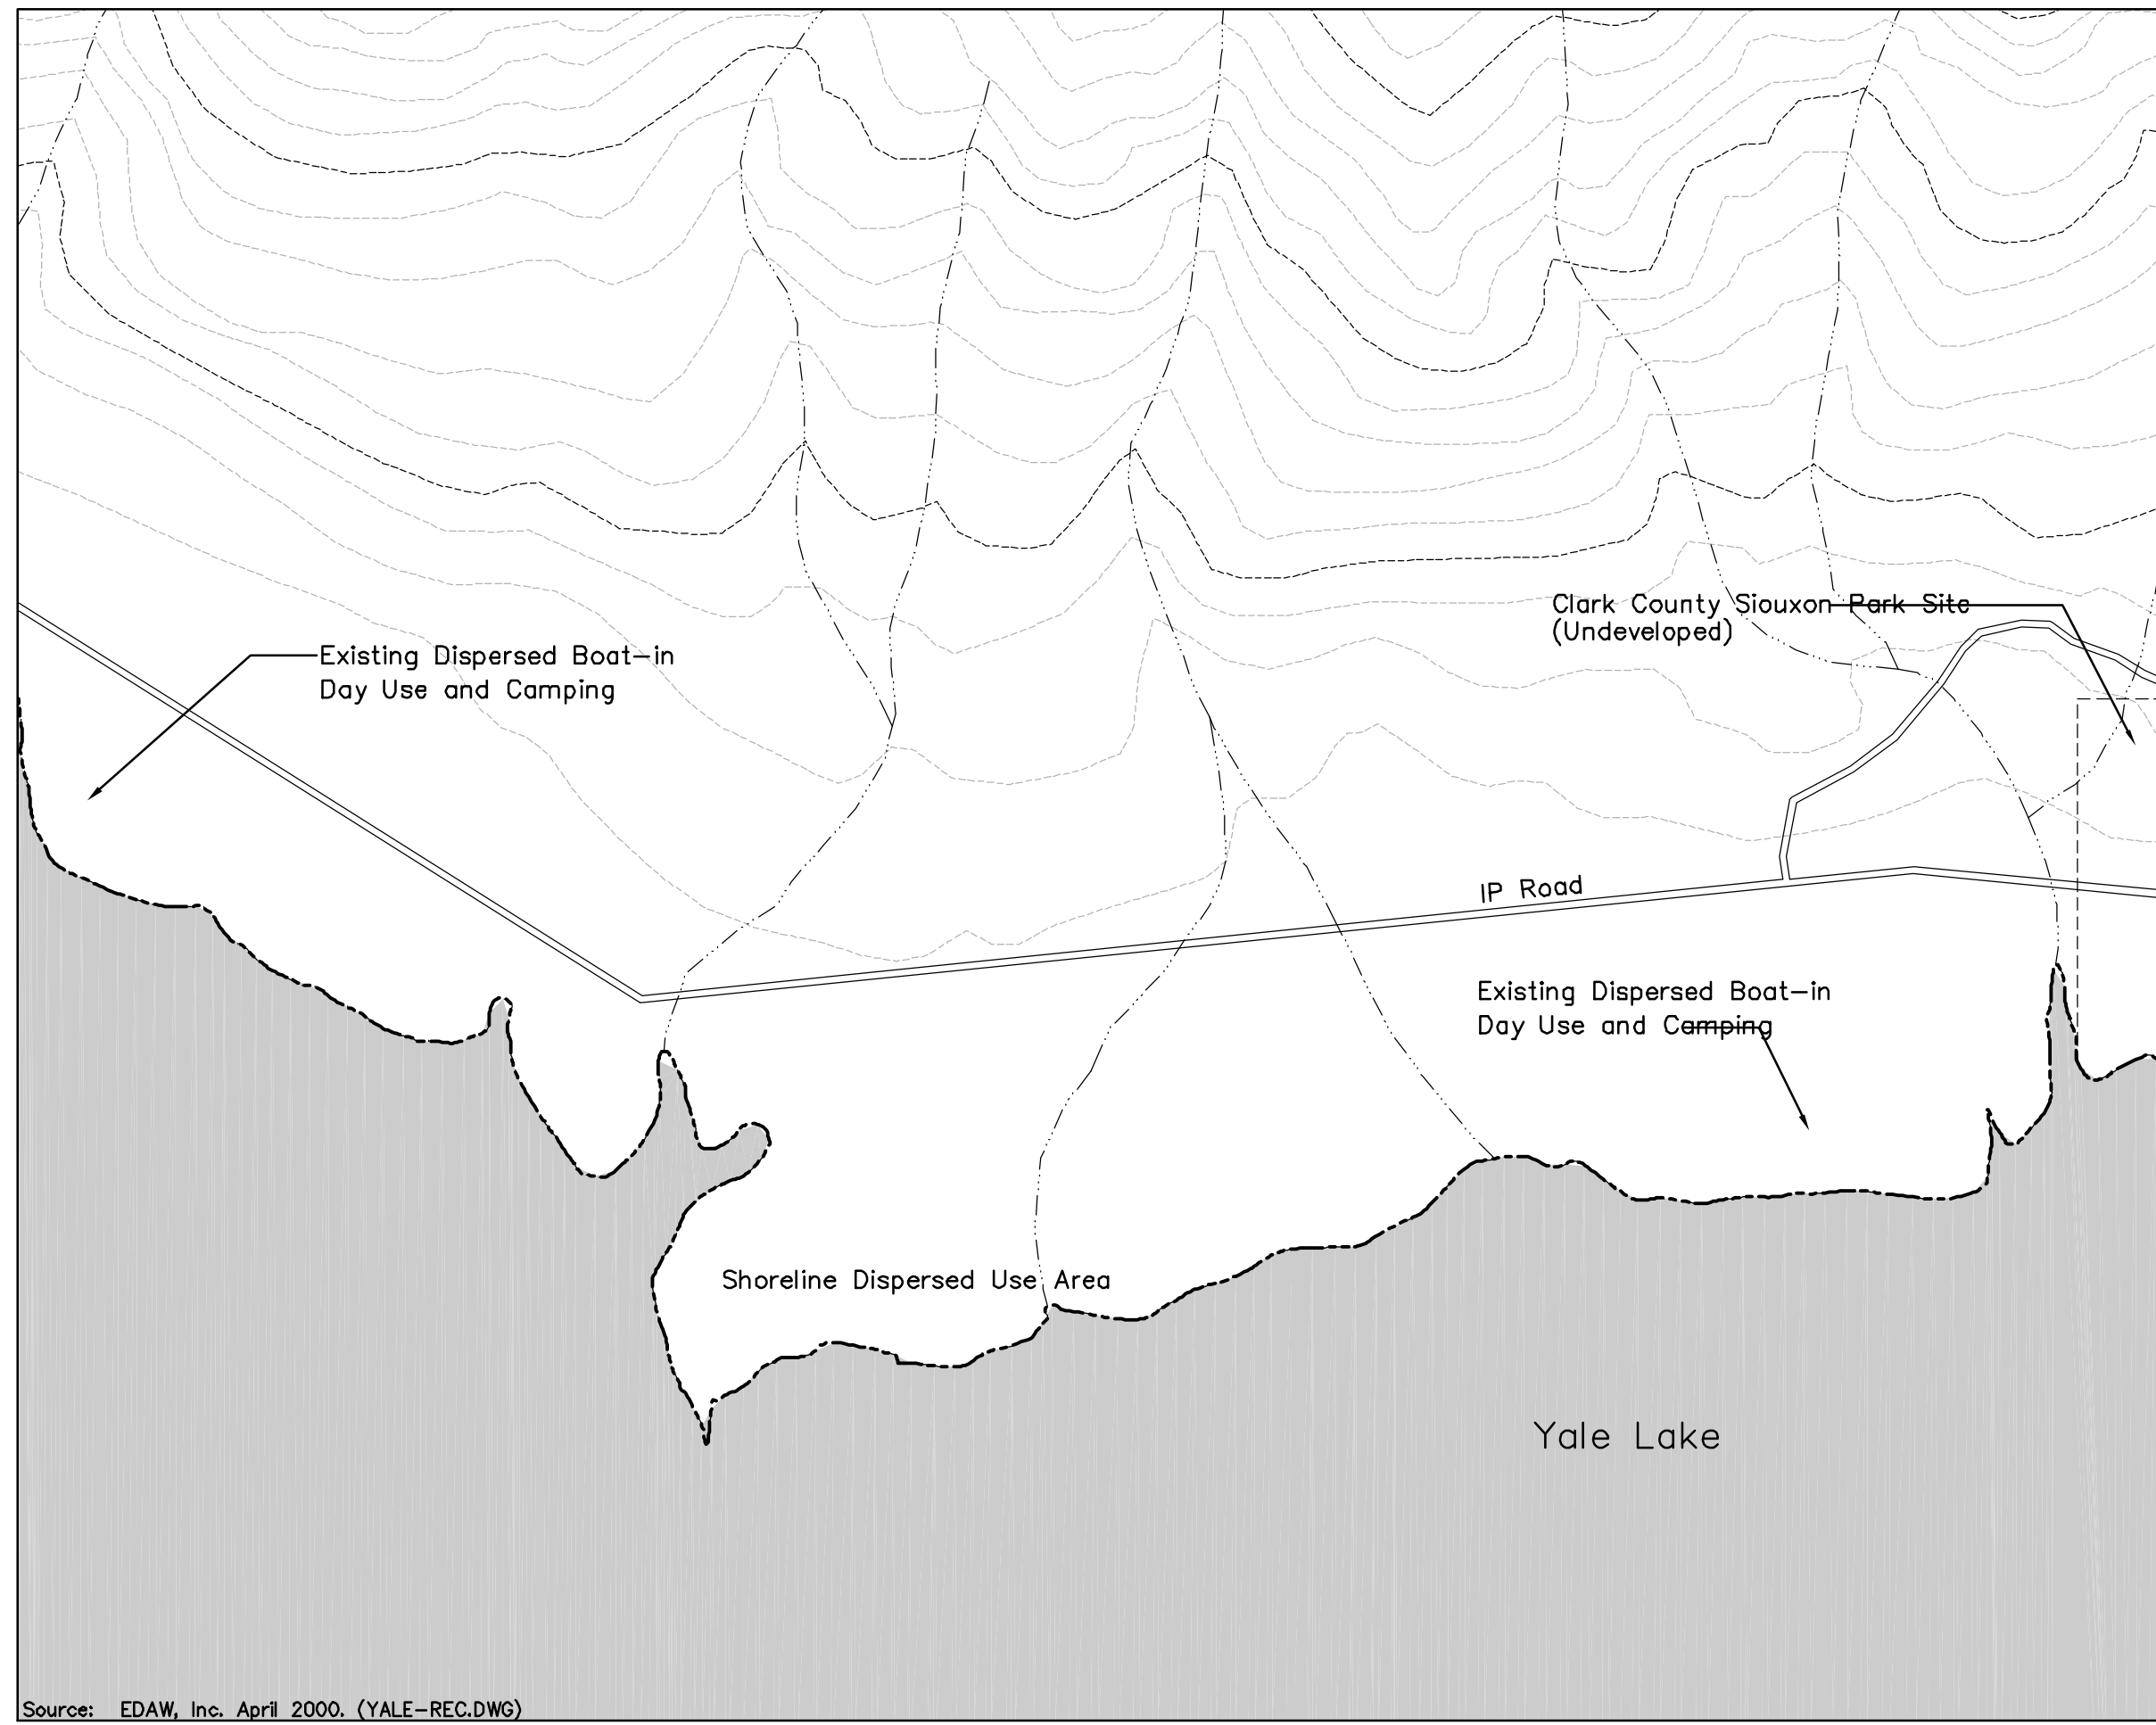 Clark County Siouxon Park Site
(Undeveloped)
Existing Dispersed Boat-in
Day Use and Camping
IP Road
Existing Dispersed Boat-in
Day Use and Camping
Shoreline Dispersed Use Area
Yale Lake
Source: EDAW, Inc. April 2000. (YALE-REC.DWG)